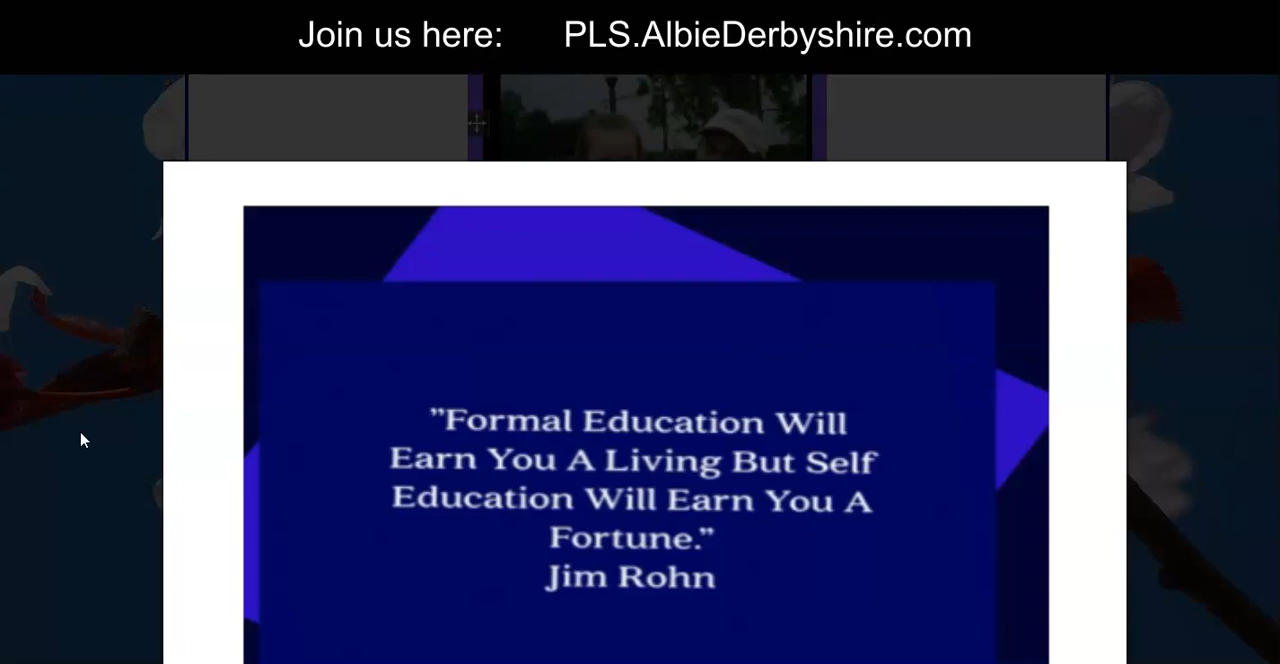 Join us here: PLS.AlbieDerbyshire.com
”Formal Education Will
Earn You A Living But Self
Education Will Earn You A
Fortune.”
Jim Rohn